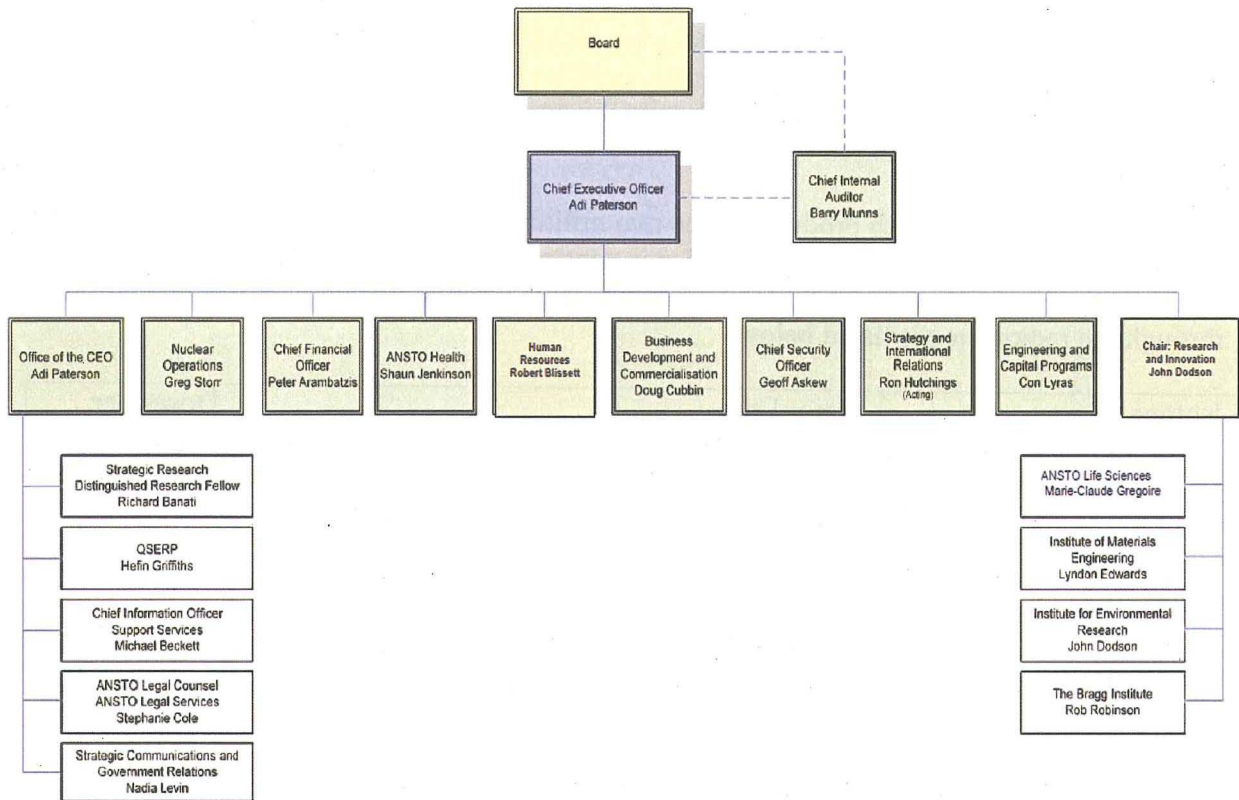 Board
Chief Executive Officer
Adi Paterson
Chief Internal
Auditor
Barry Munns
Office of the CEO
Adi Paterson
Nuclear
Operations
Greg Storr
Chief Financial
Officer
Peter Arambatzis
ANSTO Health
Shaun Jenkinson
Human
Resources
Robert Blissett
Business
Development and
Commercialisation
Doug Cubbin
Chief Security
Officer
Geoff Askew
Strategy and
International
Relations
Ron Hutchings
(Acting)
Engineering and
Capital Programs
Con Lyras
Chair: Research
and Innovation
John Dodson
Strategic Research
Distinguished Research Fellow
Richard Banati
QSERP
Hefin Griffiths
Chief Information Officer
Support Services
Michael Beckett
ANSTO Legal Counsel
ANSTO Legal Services
Stephanie Cole
Strategic Communications and
Government Relations
Nadia Levin
ANSTO Life Sciences
Marie-Claude Gregoire
Institute of Materials
Engineering
Lyndon Edwards
Institute for Environmental
Research
John Dodson
The Bragg Institute
Rob Robinson